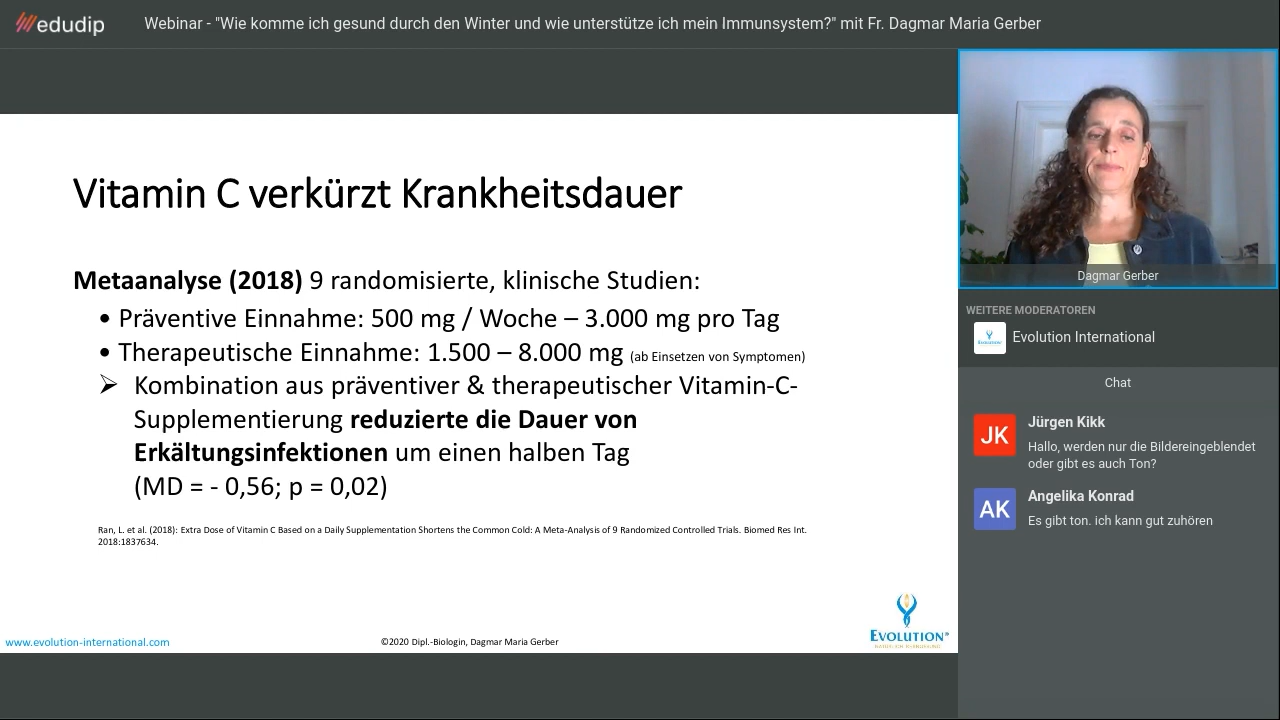 edudip
Webinar - "Wie komme ich gesund durch den Winter und wie unterstütze ich mein Immunsystem?" mit Fr. Dagmar Maria Gerber
Vitamin C verkürzt Krankheitsdauer
Metaanalyse (2018) 9 randomisierte, klinische Studien:
• Präventive Einnahme: 500 mg / Woche – 3.000 mg pro Tag
• Therapeutische Einnahme: 1.500 – 8.000 mg (ab Einsetzen von Symptomen)
➢ Kombination aus präventiver & therapeutischer Vitamin-C-
Supplementierung reduzierte die Dauer von
Erkältungsinfektionen um einen halben Tag
(MD = - 0,56; p = 0,02)
Ran, L. et al. (2018): Extra Dose of Vitamin C Based on a Daily Supplementation Shortens the Common Cold: A Meta-Analysis of 9 Randomized Controlled Trials. Biomed Res Int.
2018:1837634.
www.evolution-international.com
©2020 Dipl.-Biologin, Dagmar Maria Gerber
EVOLUTION®
Dagmar Gerber
WEITERE MODERATOREN
Evolution International
Chat
JK
Jürgen Kikk
Hallo, werden nur die Bildereingeblendet
oder gibt es auch Ton?
AK
Angelika Konrad
Es gibt ton. ich kann gut zuhören